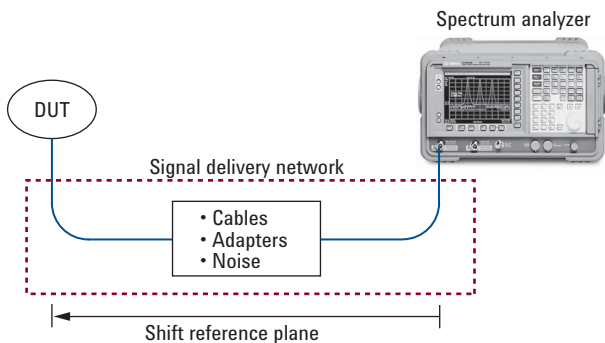 Spectrum analyzer
DUT
Signal delivery network
• Cables
• Adapters
• Noise
Shift reference plane